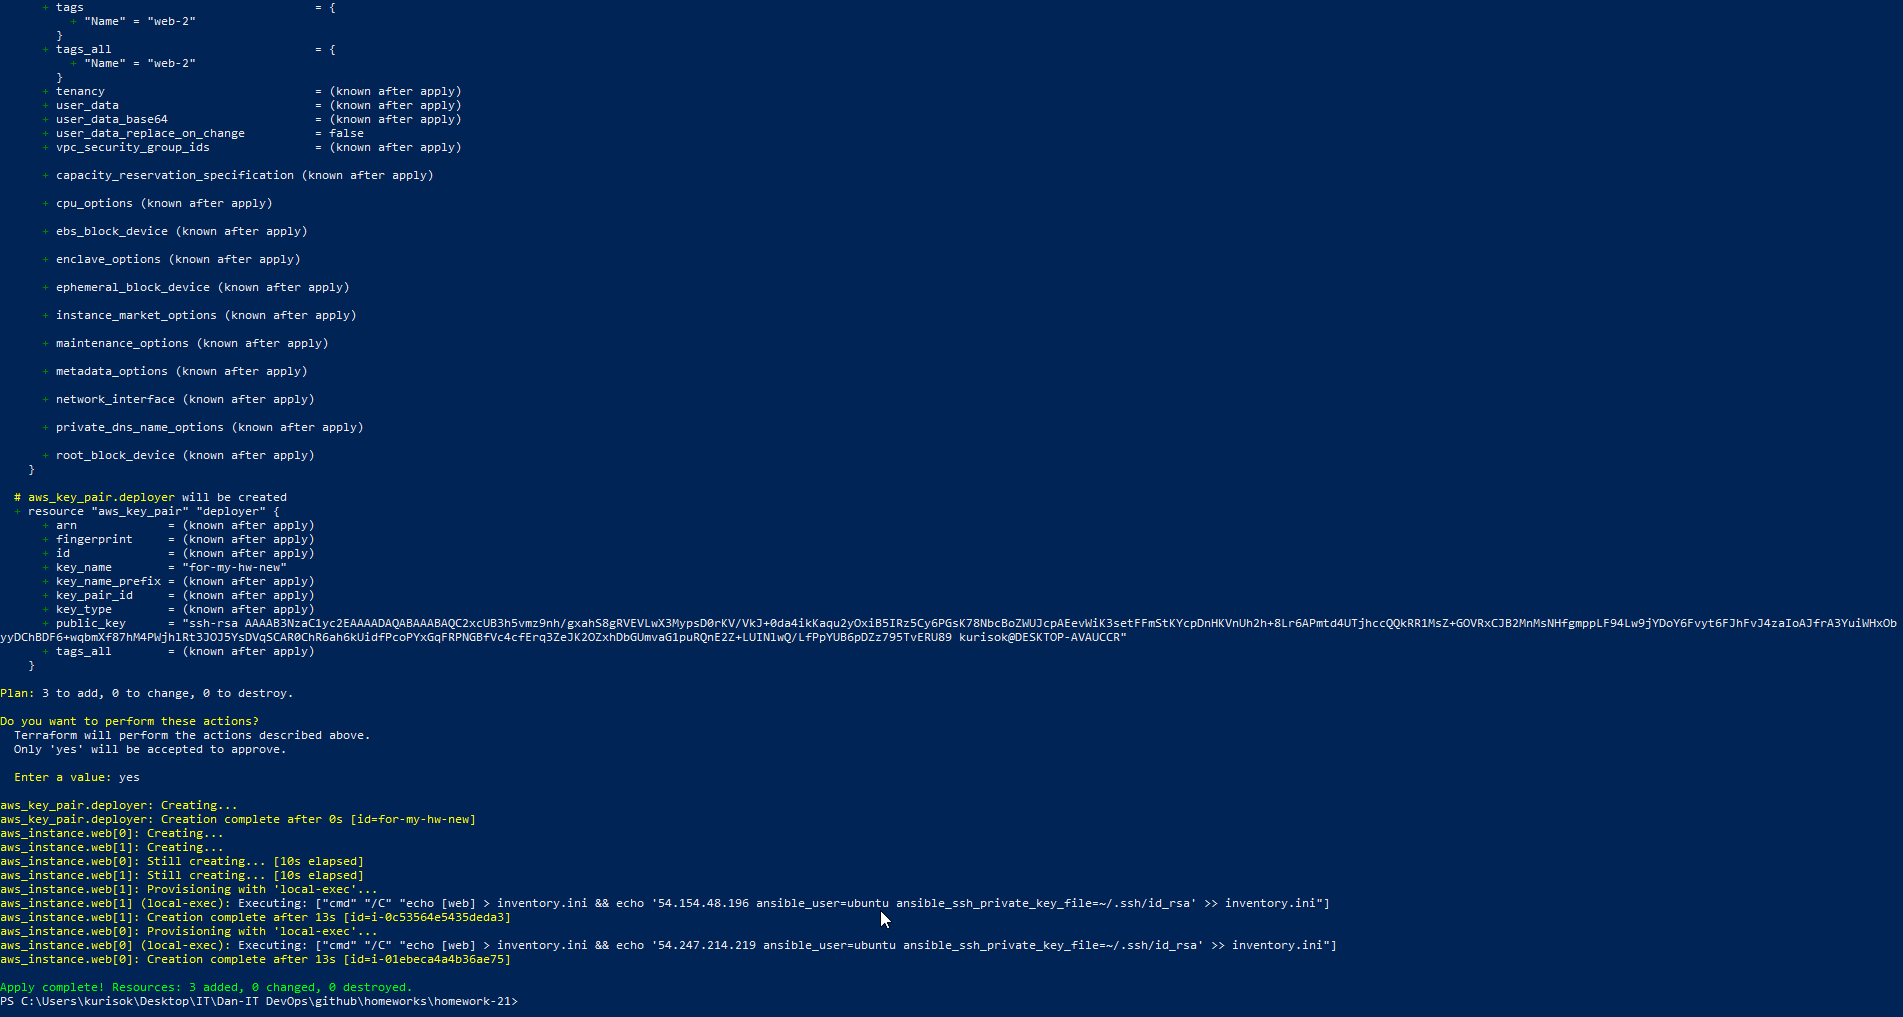 + tags = {
+ "Name" = "web-2"
}
+ tags_all = {
+ "Name" = "web-2"
}
+ tenancy = (known after apply)
+ user_data = (known after apply)
+ user_data_base64 = (known after apply)
+ user_data_replace_on_change = false
+ vpc_security_group_ids = (known after apply)
+ capacity_reservation_specification (known after apply)
+ cpu_options (known after apply)
+ ebs_block_device (known after apply)
+ enclave_options (known after apply)
+ ephemeral_block_device (known after apply)
+ instance_market_options (known after apply)
+ maintenance_options (known after apply)
+ metadata_options (known after apply)
+ network_interface (known after apply)
+ private_dns_name_options (known after apply)
+ root_block_device (known after apply)
}
# aws_key_pair.deployer will be created
+ resource "aws_key_pair" "deployer" {
+ arn = (known after apply)
+ fingerprint = (known after apply)
+ id = (known after apply)
+ key_name = "for-my-hw-new"
+ key_name_prefix = (known after apply)
+ key_pair_id = (known after apply)
+ key_type = (known after apply)
+ public_key = "ssh-rsa AAAAB3NzaC1yc2EAAAADAQABAAABAQC2xcUB3h5vmz9nh/gxahS8gRVEVLwX3MypsD0rKV/VkJ+0da4ikKaqu2yOxiB5IRz5Cy6PGsK78NbcBoZWUJcpAEevWiK3setFFmStKYcpDnHKVnUh2h+8Lr6APmtd4UTjhccQQkRR1MsZ+GOVRxCJB2MnMsNHfgmppLF94Lw9jYDoY6Fvyt6FJhFvJ4zaIoAJfrA3YuiWHxOb
yyDChBDF6+wqbmXf87hM4PWjhlRt3JOJ5YsDVqSCAR0ChR6ah6kUidfPcoPYxGqFRPNGBfVc4cfErq3ZeJK2OZxhDbGUmvaG1puRQnE2Z+LUINlwQ/LfPpYUB6pDZz795TvERU89 kurisok@DESKTOP-AVAUCCR"
+ tags_all = (known after apply)
}
Plan: 3 to add, 0 to change, 0 to destroy.
Do you want to perform these actions?
Terraform will perform the actions described above.
Only 'yes' will be accepted to approve.
Enter a value: yes
aws_key_pair.deployer: Creating...
aws_key_pair.deployer: Creation complete after 0s [id=for-my-hw-new]
aws_instance.web[0]: Creating...
aws_instance.web[1]: Creating...
aws_instance.web[0]: Still creating... [10s elapsed]
aws_instance.web[1]: Still creating... [10s elapsed]
aws_instance.web[1]: Provisioning with 'local-exec'...
aws_instance.web[1] (local-exec): Executing: ["cmd" "/C" "echo [web] > inventory.ini && echo '54.154.48.196 ansible_user=ubuntu ansible_ssh_private_key_file=~/.ssh/id_rsa' >> inventory.ini"]
aws_instance.web[1]: Creation complete after 13s [id=i-0c53564e5435deda3]
aws_instance.web[0]: Provisioning with 'local-exec'...
aws_instance.web[0] (local-exec): Executing: ["cmd" "/C" "echo [web] > inventory.ini && echo '54.247.214.219 ansible_user=ubuntu ansible_ssh_private_key_file=~/.ssh/id_rsa' >> inventory.ini"]
aws_instance.web[0]: Creation complete after 13s [id=i-01ebeca4a4b36ae75]
Apply complete! Resources: 3 added, 0 changed, 0 destroyed.
PS C:\Users\kurisok\Desktop\IT\Dan-IT DevOps\github\homeworks\homework-21>